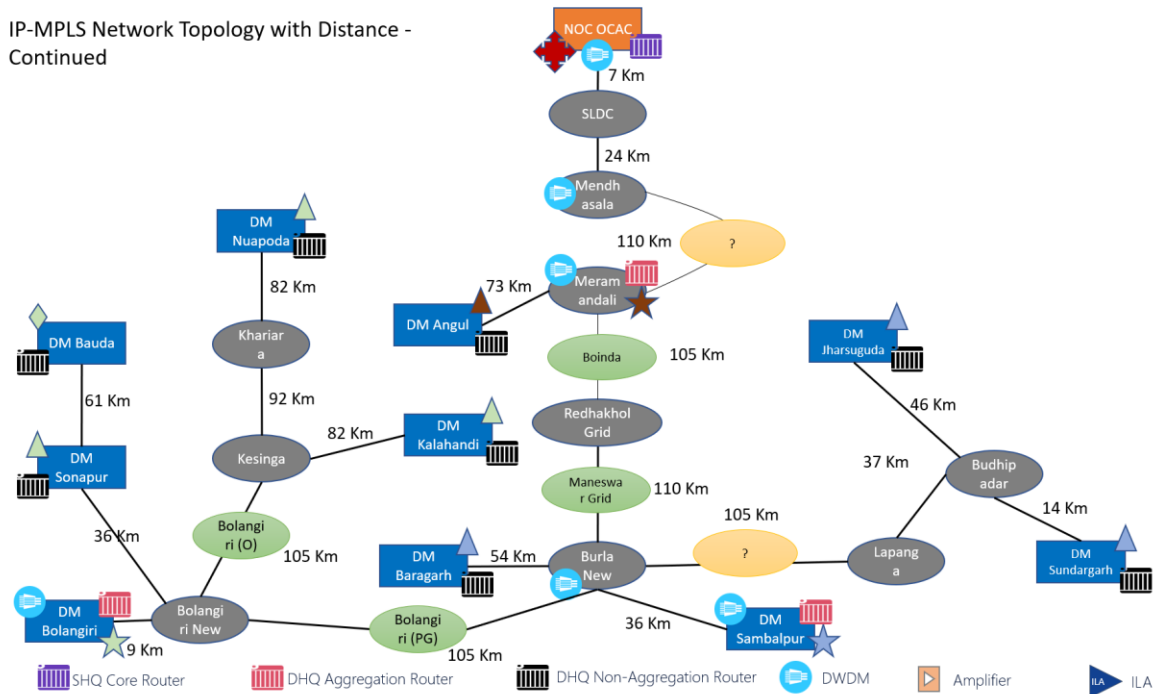 IP-MPLS Network Topology with Distance -
Continued
NOC OCAC
7 Km
SLDC
24 Km
Mendh
asala
DM
Nuapoda
?
110 Km
Meram
andali
73 Km
82 Km
DM Angul
DM
Jharsuguda
DM Bauda
Khariar
a
Boinda
105 Km
61 Km
92 Km
46 Km
82 Km
DM
Kalahandi
Redhakhol
Grid
DM
Sonapur
Kesinga
37 Km
Budhip
adar
Maneswa
r Grid
110 Km
14 Km
36 Km
Bolangi
ri (O)
105 Km
105 Km
?
DM
Baragarh
54 Km
Burla
New
Lapang
a
DM
Sundargarh
DM
Bolangiri
Bolangi
ri New
Bolangi
ri (PG)
36 Km
DM
Sambalpur
9 Km
105 Km
SHQ Core Router
DHQ Aggregation Router
DHQ Non-Aggregation Router
DWDM
Amplifier
ILA
ILA